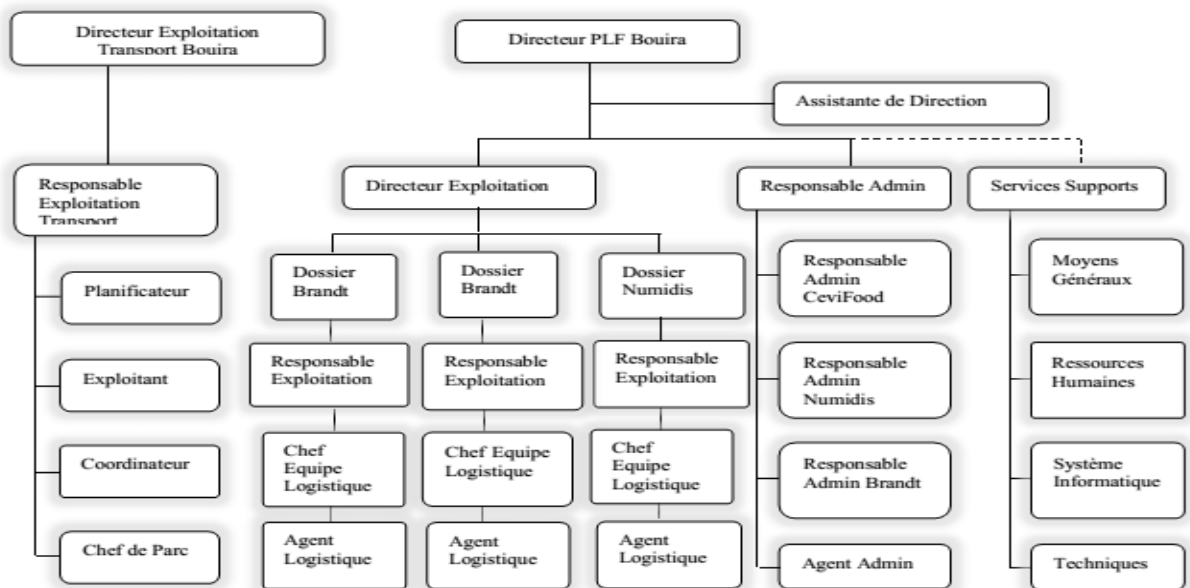 Directeur Exploitation
Transport Bouira
Directeur PLF Bouira
Assistante de Direction
Responsable
Exploitation
Transport
Directeur Exploitation
Responsable Admin
Services Supports
Planificateur
Exploitant
Coordinateur
Chef de Parc
Dossier
Brandt
Responsable
Exploitation
Chef
Equipe
Logistique
Agent
Logistique
Dossier
Brandt
Responsable
Exploitation
Chef Equipe
Logistique
Agent
Logistique
Dossier
Numidis
Responsable
Exploitation
Chef
Equipe
Logistique
Agent
Logistique
Responsable
Admin
CeviFood
Responsable
Admin
Numidis
Responsable
Admin Brandt
Agent Admin
Moyens
Généraux
Ressources
Humaines
Système
Informatique
Techniques